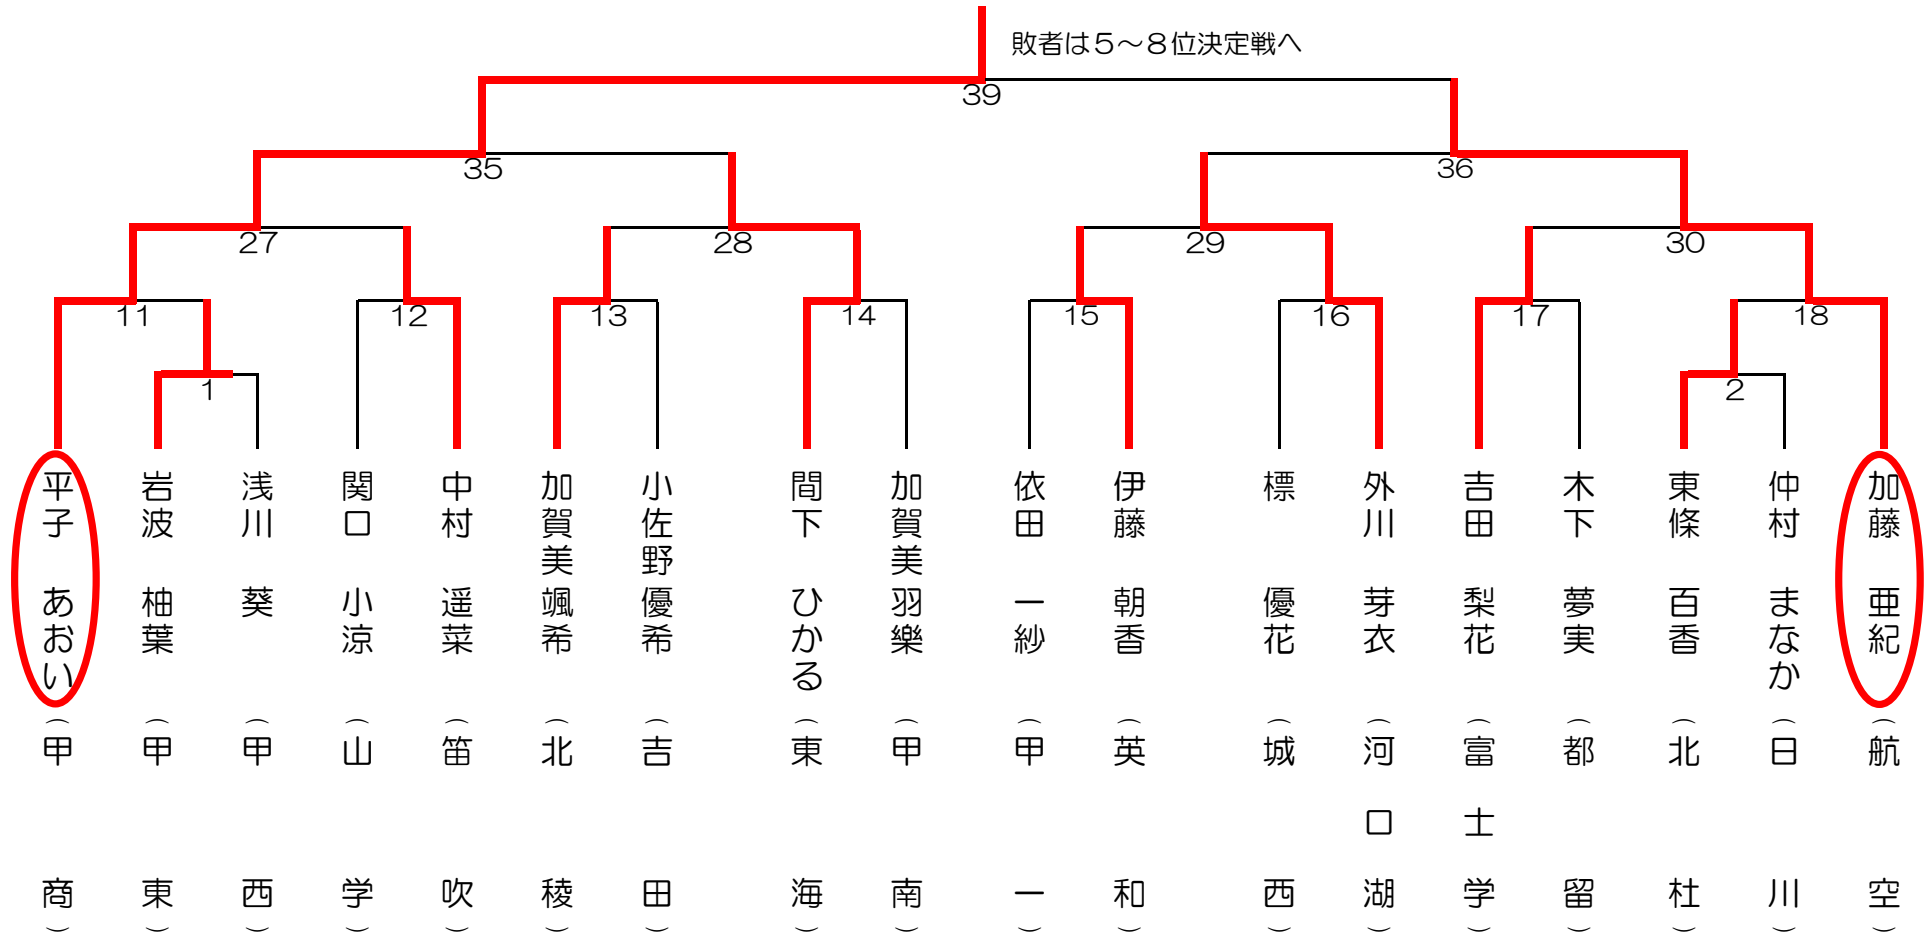 敗者は5～8位決定戦へ
39
35
36
27
28
29
30
11
12
13
14
15
16
17
18
1
2
平子 あおい (甲商)
岩波 柚葉 (甲東)
浅川 葵 (甲西)
関口 小涼 (山学)
中村 遥菜 (笛吹)
加賀美 颯希 (北稜)
小佐野 優希 (吉田)
間下 ひかる (東海)
加賀美 羽樂 (甲南)
依田 一紗 (甲一)
伊藤 朝香 (英和)
標 優花 (城西)
外川 芽衣 (河口湖)
吉田 梨花 (富士学)
木下 夢実 (都留)
東條 百香 (北杜)
仲村 まなか (日川)
加藤 亜紀 (航空)